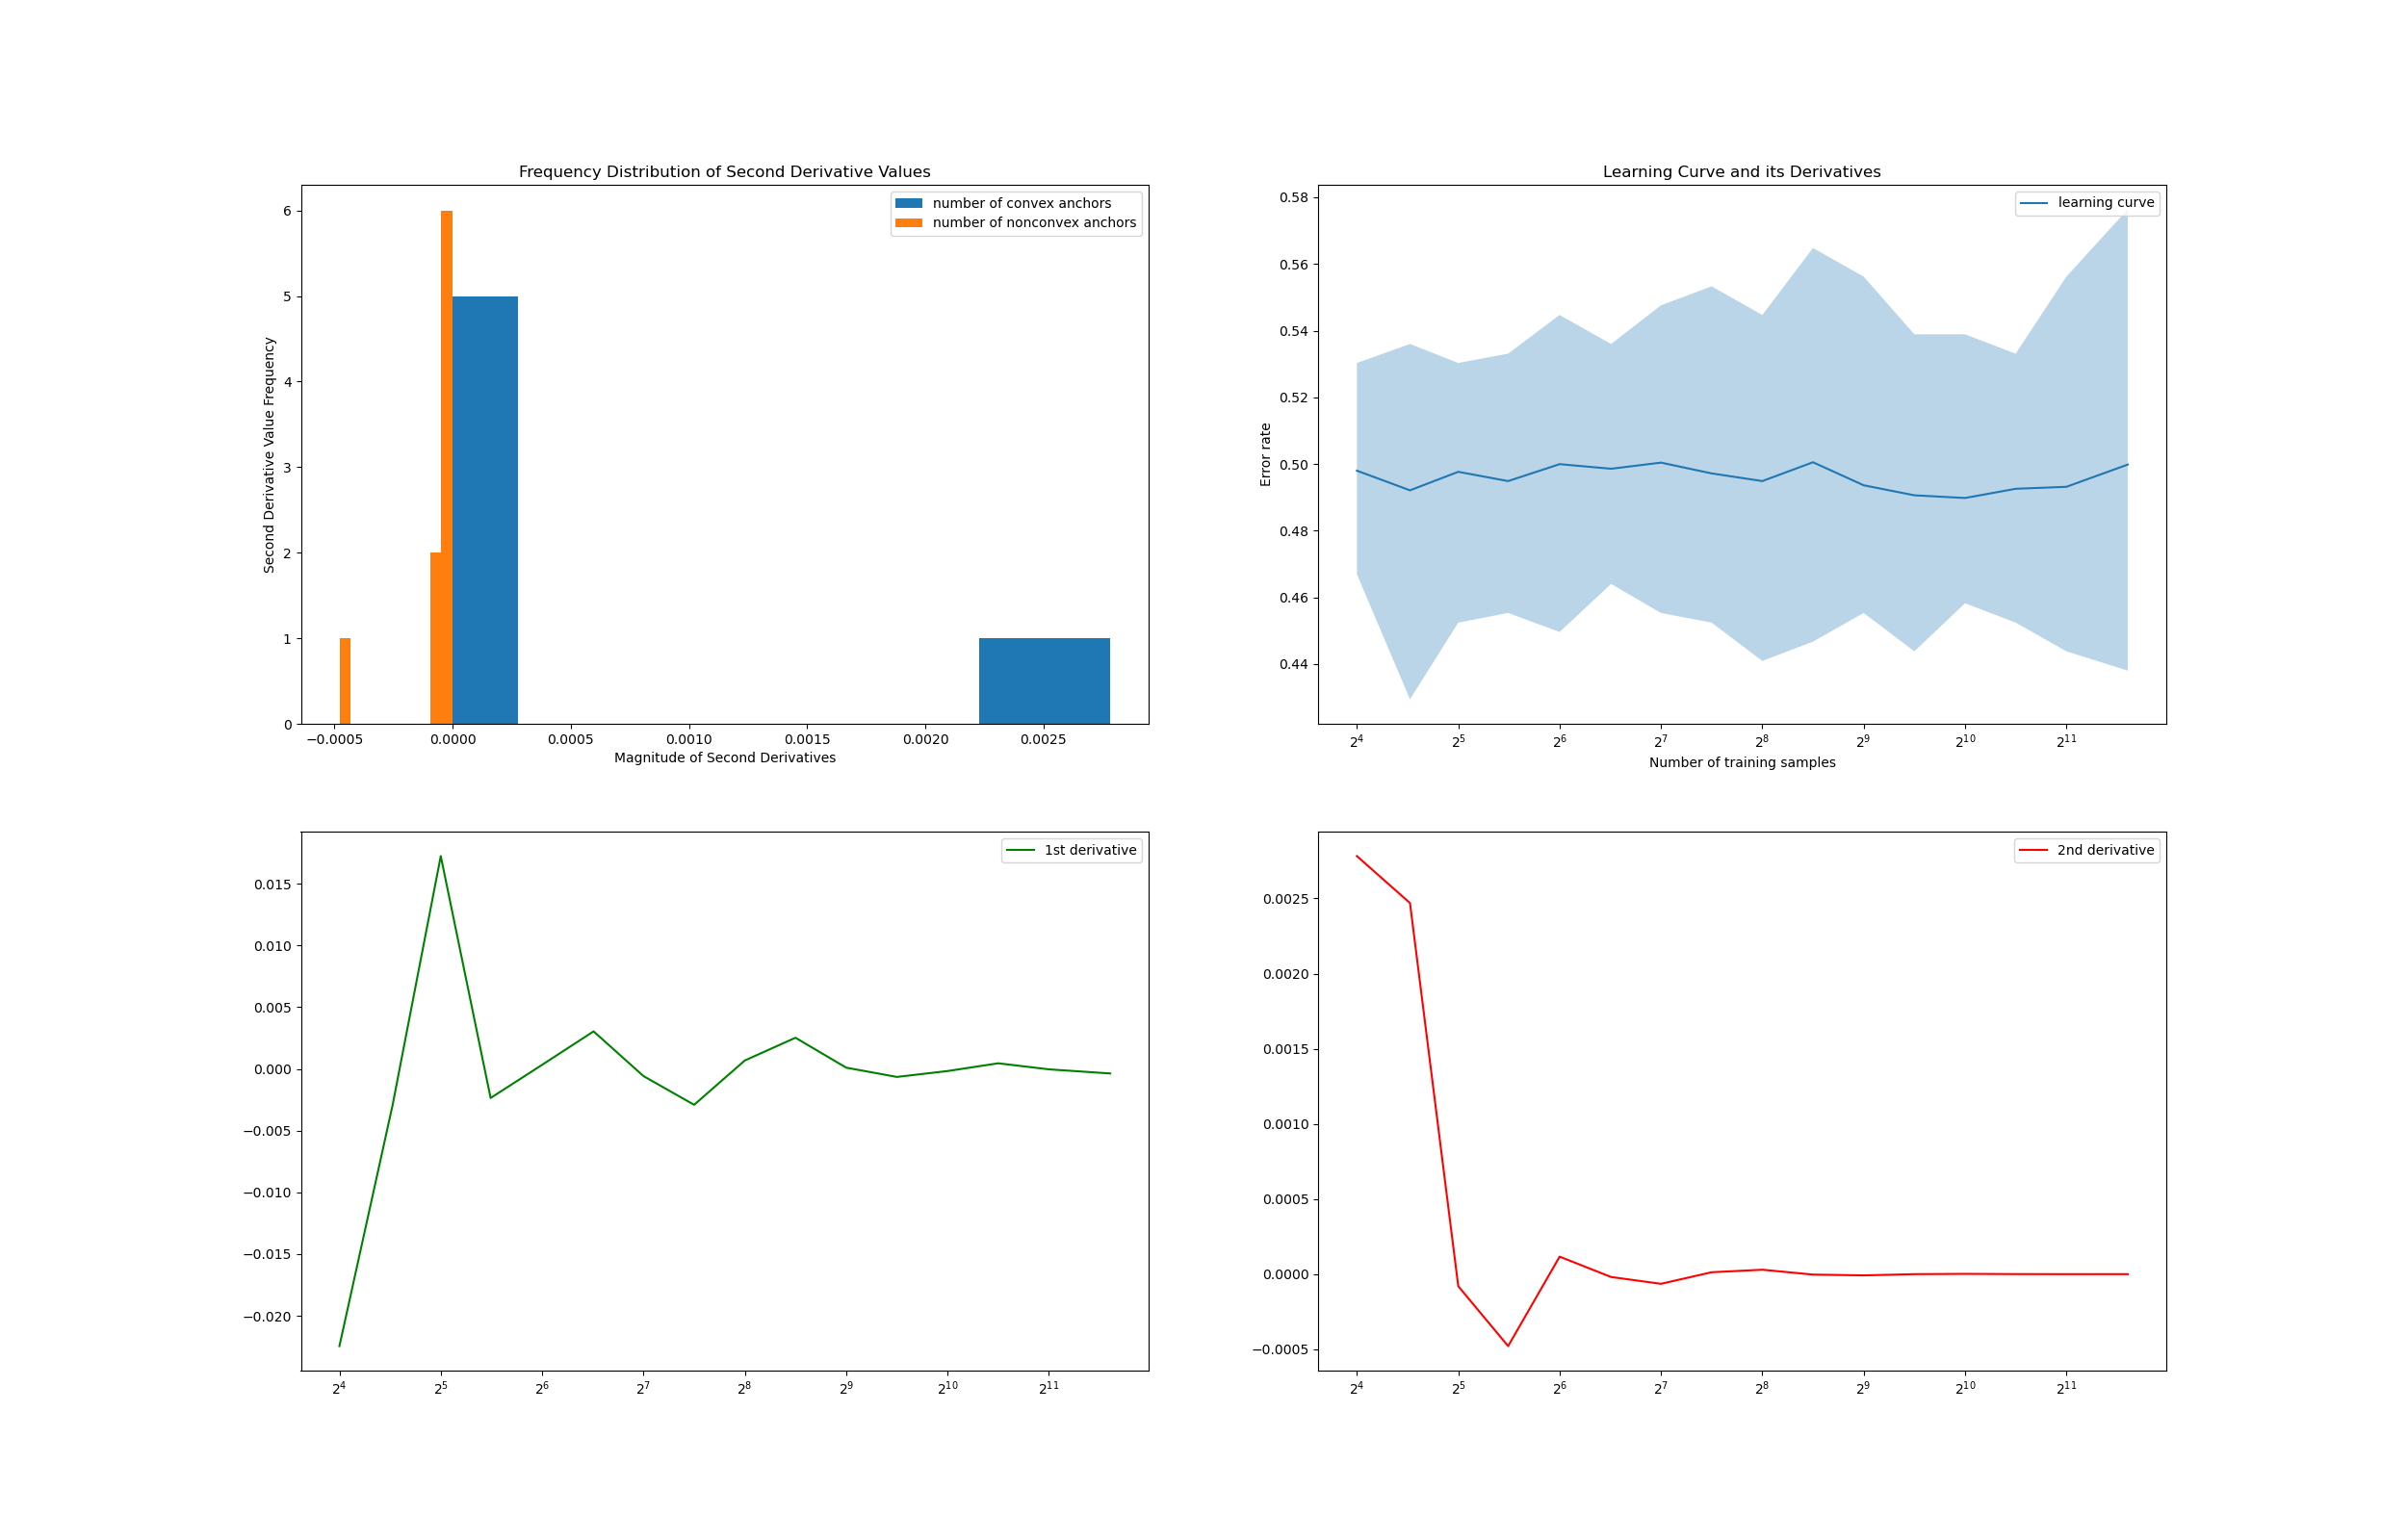 Frequency Distribution of Second Derivative Values
number of convex anchors
number of nonconvex anchors
6
5
4
3
2
1
0
Second Derivative Value Frequency
−0.0005 0.0000 0.0005 0.0010 0.0015 0.0020 0.0025
Magnitude of Second Derivatives
Learning Curve and its Derivatives
learning curve
0.58
0.56
0.54
0.52
0.50
0.48
0.46
0.44
Error rate
2⁴ 2⁵ 2⁶ 2⁷ 2⁸ 2⁹ 2¹⁰ 2¹¹
Number of training samples
1st derivative
0.015
0.010
0.005
0.000
−0.005
−0.010
−0.015
−0.020
2⁴ 2⁵ 2⁶ 2⁷ 2⁸ 2⁹ 2¹⁰ 2¹¹
2nd derivative
0.0025
0.0020
0.0015
0.0010
0.0005
0.0000
−0.0005
2⁴ 2⁵ 2⁶ 2⁷ 2⁸ 2⁹ 2¹⁰ 2¹¹